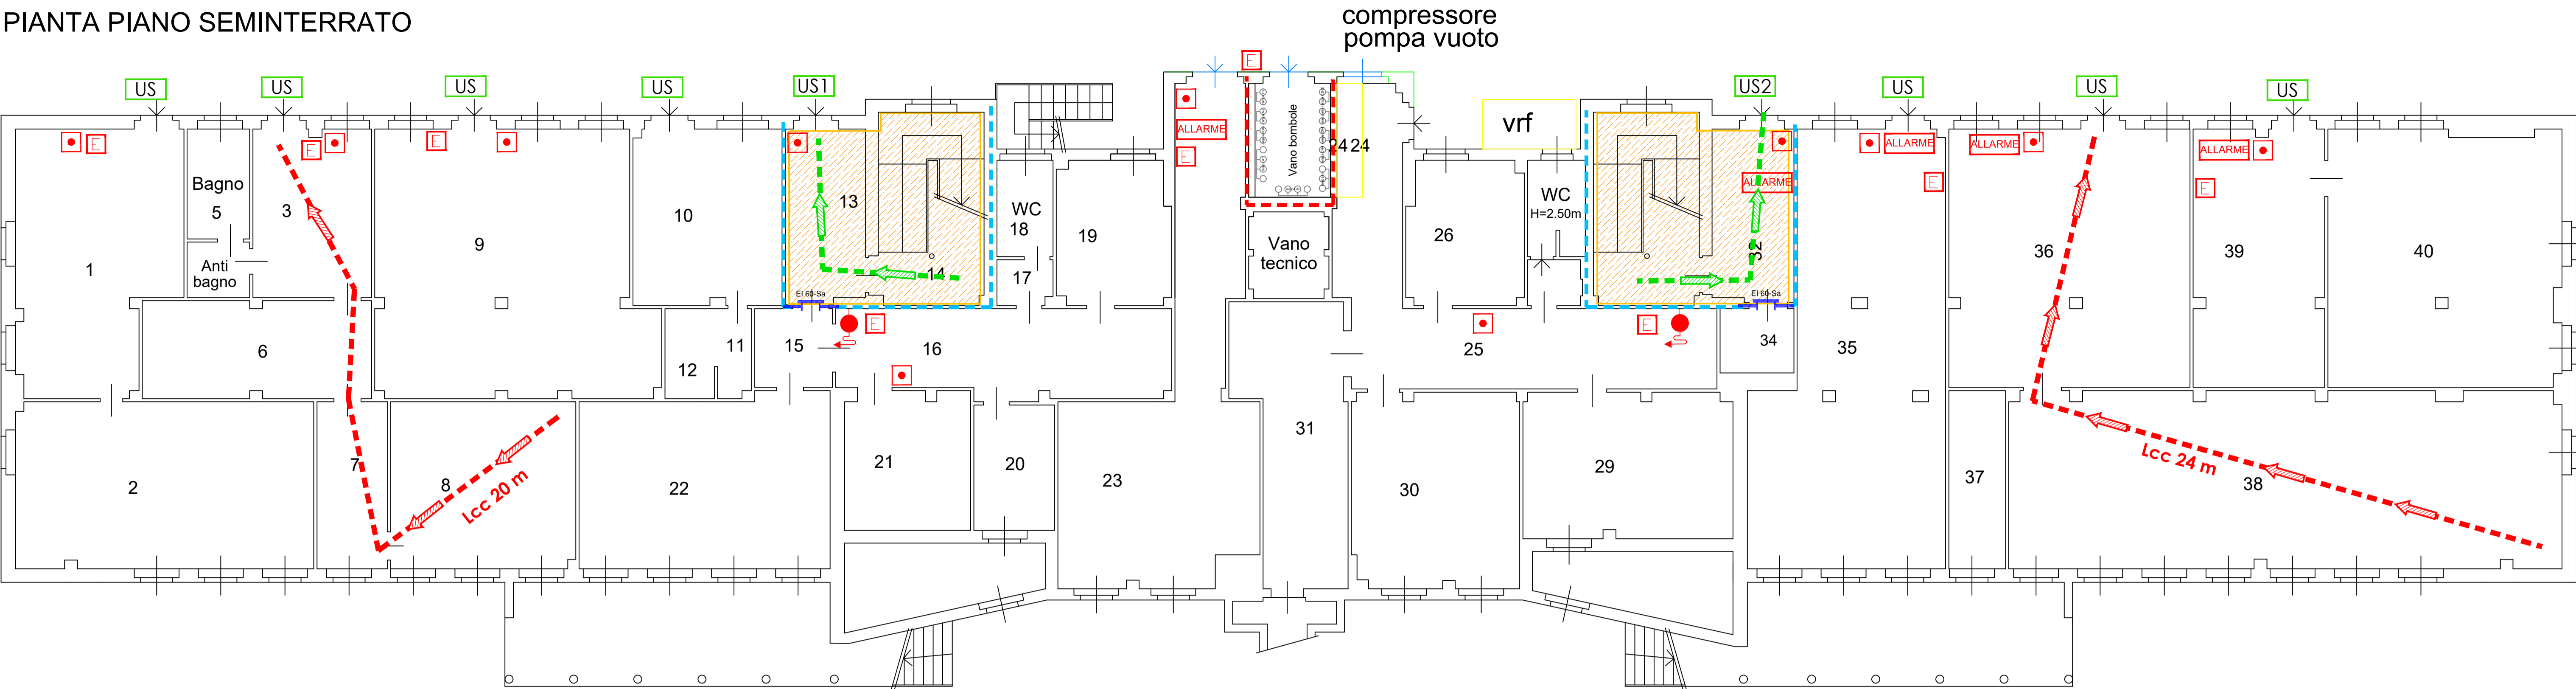 PIANTA PIANO SEMINTERRATO
compressore
pompa vuoto
US
US
US
US
US1
E
US2
US
US
US
E
E
E
ALLARME
E
Vano bombole
24
24
vrf
ALLARME
ALLARME
ALLARME
ALLARME
E
E
Bagno
5
3
9
10
13
14
WC
18
19
17
1
Anti
bagno
Vano
tecnico
26
WC
H=2.50m
32
36
39
40
EI 60-Sa
EI 60-Sa
6
11
12
15
E
16
25
E
34
35
2
7
8
Lcc 20 m
22
21
20
23
31
30
29
37
Lcc 24 m
38